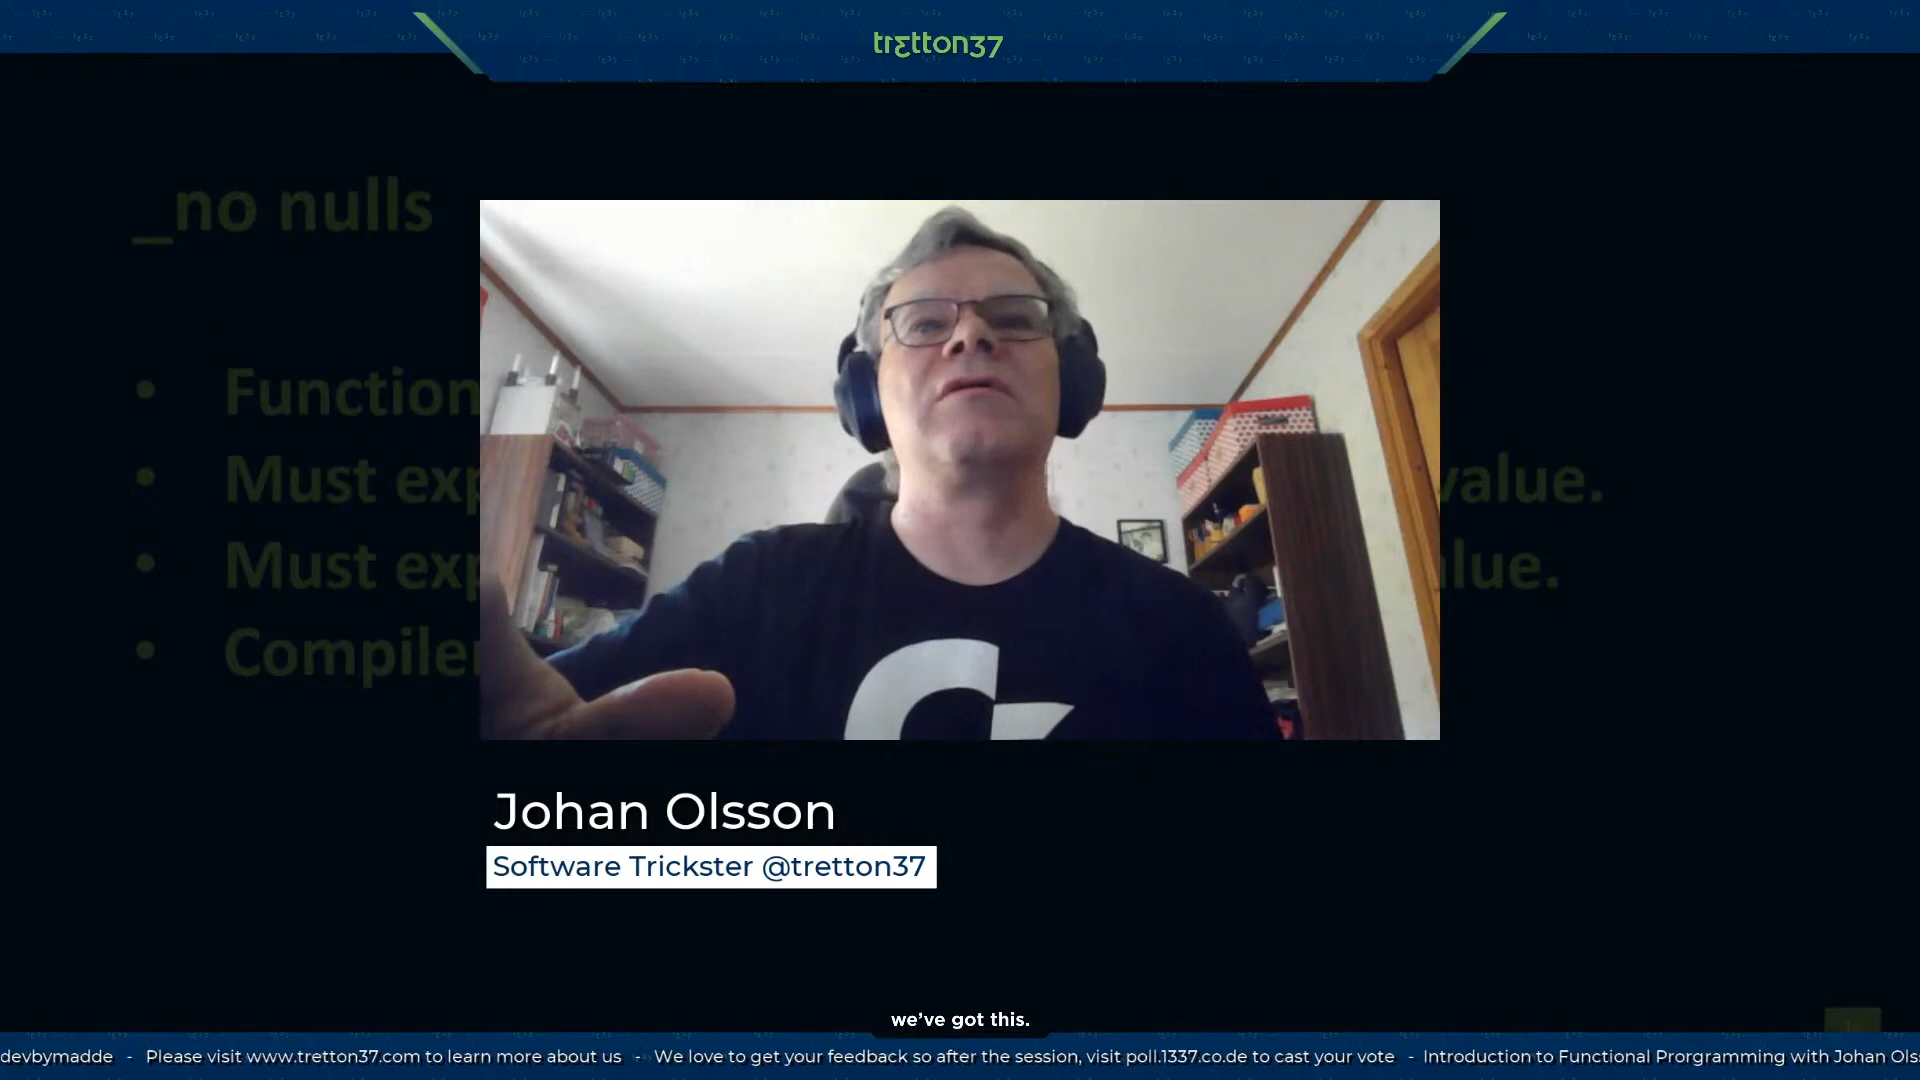 trɛtton37
_no nulls
• Function
• Must exp value.
• Must exp lue.
• Compiler
Johan Olsson
Software Trickster @tretton37
we've got this.
devbymadde - Please visit www.tretton37.com to learn more about us - We love to get your feedback so after the session, visit poll.1337.co.de to cast your vote - Introduction to Functional Prorgramming with Johan Ols